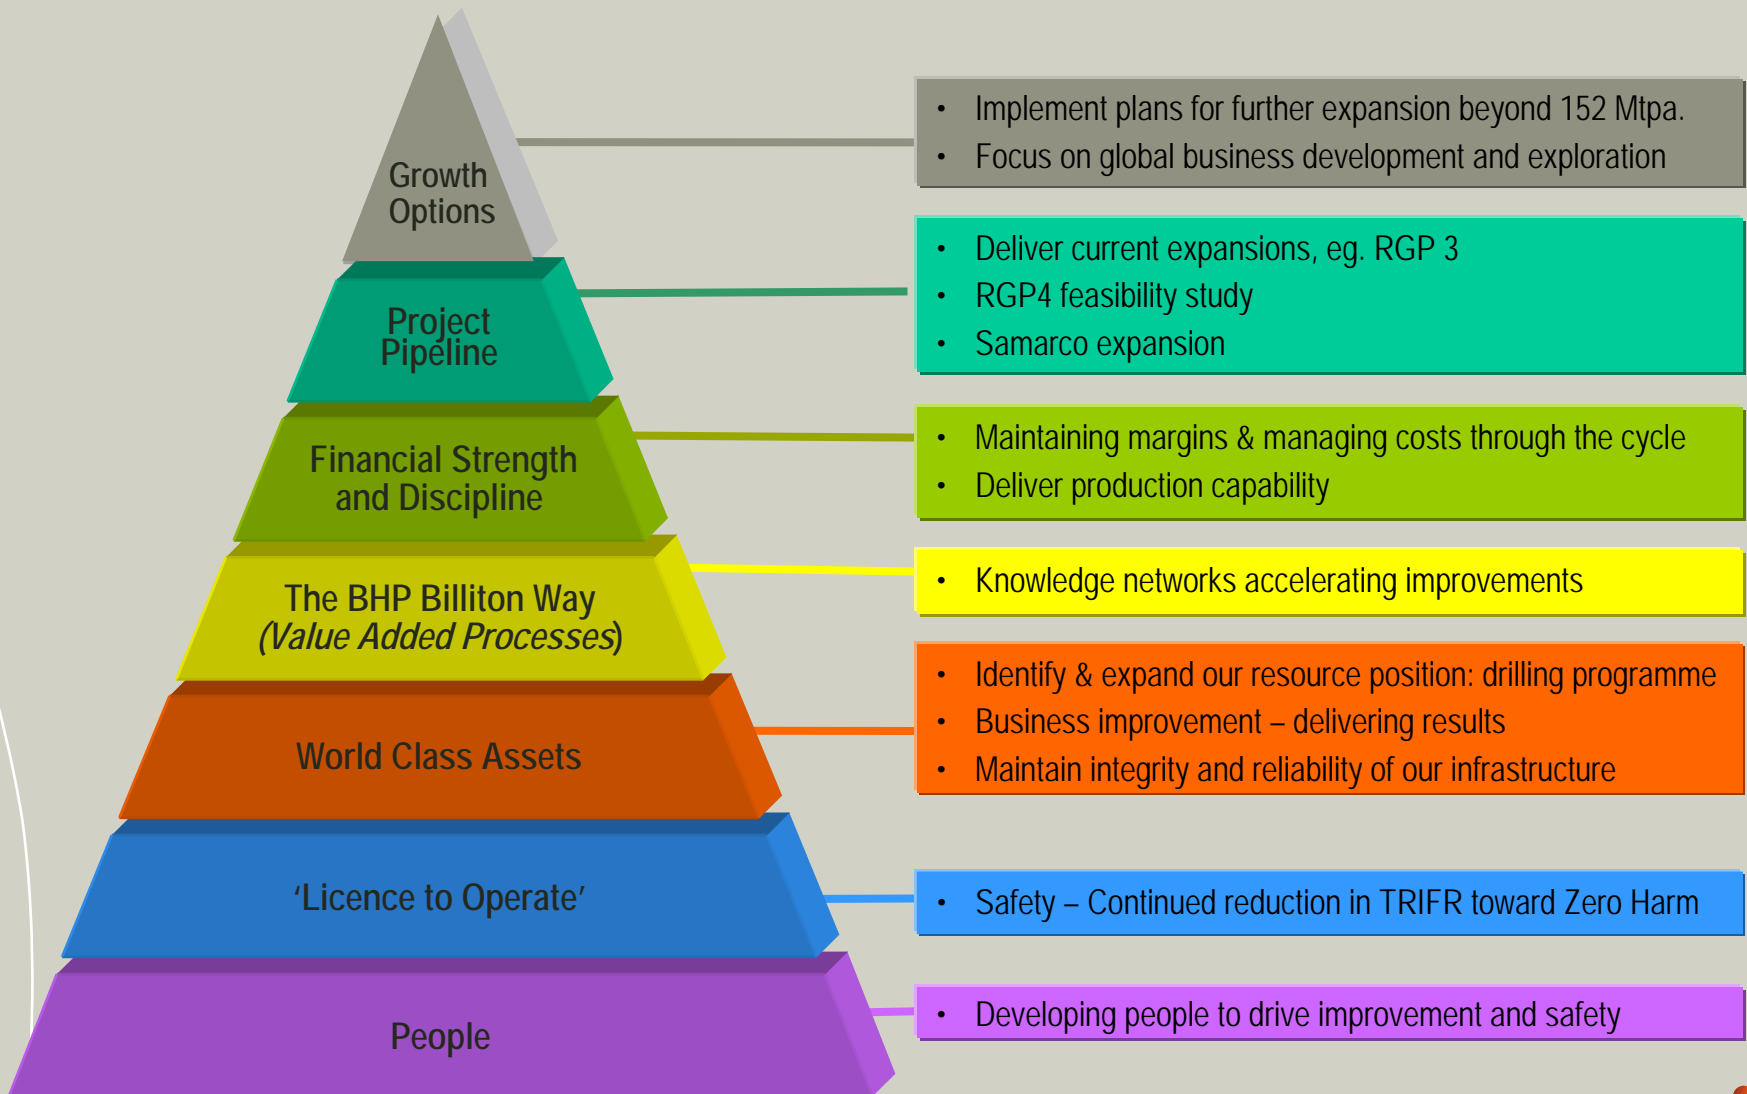 Growth
Options
• Implement plans for further expansion beyond 152 Mtpa.
• Focus on global business development and exploration
Project
Pipeline
• Deliver current expansions, eg. RGP 3
• RGP4 feasibility study
• Samarco expansion
Financial Strength
and Discipline
• Maintaining margins & managing costs through the cycle
• Deliver production capability
The BHP Billiton Way
(Value Added Processes)
• Knowledge networks accelerating improvements
World Class Assets
• Identify & expand our resource position: drilling programme
• Business improvement – delivering results
• Maintain integrity and reliability of our infrastructure
‘Licence to Operate’
• Safety – Continued reduction in TRIFR toward Zero Harm
People
• Developing people to drive improvement and safety